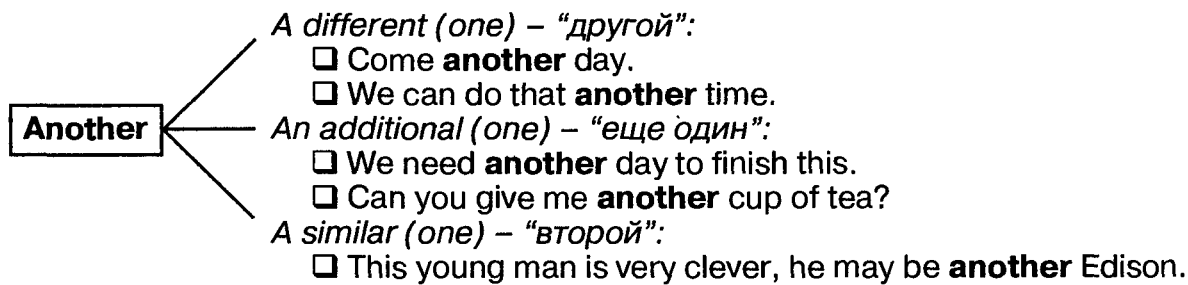 A different (one) – “другой”:
❑ Come another day.
❑ We can do that another time.
Another
An additional (one) – “еще один”:
❑ We need another day to finish this.
❑ Can you give me another cup of tea?
A similar (one) – “второй”:
❑ This young man is very clever, he may be another Edison.